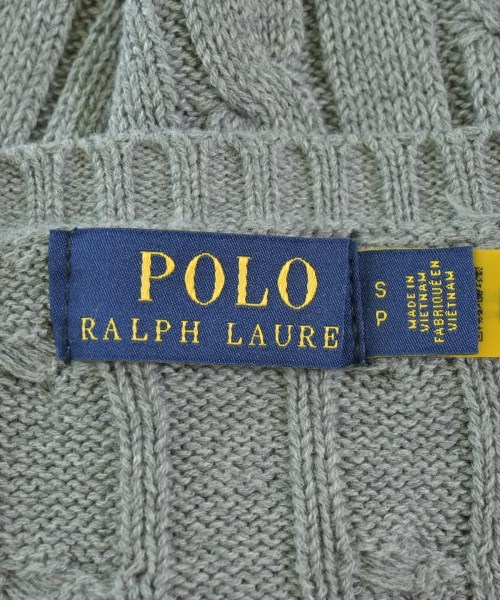 POLO
RALPH LAURE
S
P
MADE IN
VIETNAM
FABRIQUÉ EN
VIETNAM